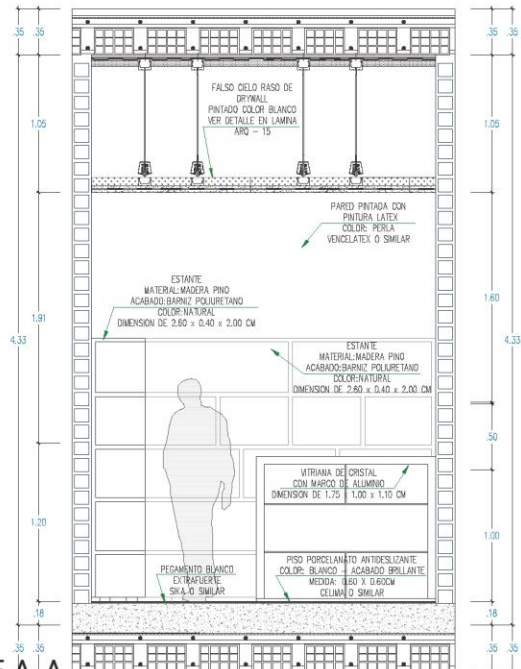 .35 .35
.35 .35
FALSO CIELO RASO DE
DRYWALL
PINTADO COLOR BLANCO
VER DETALLE EN LAMINA
ARQ - 15
1.05
1.05
PARED PINTADA CON
PINTURA LATEX
COLOR: PERLA
VENCELATEX O SIMILAR
ESTANTE
MATERIAL:MADERA PINO
ACABADO:BARNIZ POLIURETANO
COLOR:NATURAL
DIMENSION DE 2.60 x 0.40 x 2.00 CM
1.91
1.60
4.33
4.33
ESTANTE
MATERIAL:MADERA PINO
ACABADO:BARNIZ POLIURETANO
COLOR:NATURAL
DIMENSION DE 2.60 x 0.40 x 2.00 CM
.50
VITRIANA DE CRISTAL
CON MARCO DE ALUMINIO
DIMENSION DE 1.75 x 1.00 x 1.10 CM
1.20
1.00
PEGAMENTO BLANCO
EXTRAFUERTE
SIKA O SIMILAR
PISO PORCELANATO ANTIDESLIZANTE
COLOR: BLANCO - ACABADO BRILLANTE
MEDIDA: 0.60 X 0.60CM
CELIMA O SIMILAR
.18
.18
.35 .35
.35 .35